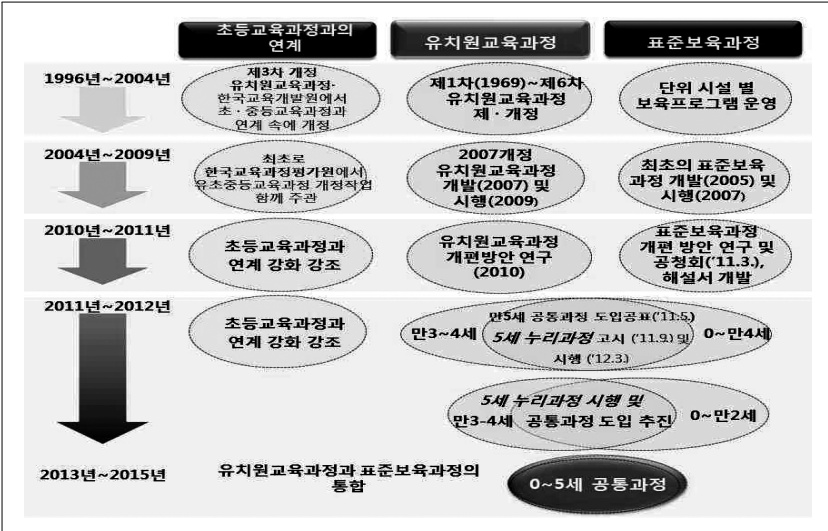 초등교육과정과의
연계
유치원교육과정
표준보육과정
1996년~2004년
제3차 개정
유치원교육과정·
한국교육개발원에서
초·중등교육과정과
연계 속에 개정
제1차(1969)~제6차
유치원교육과정
제·개정
단위 시설 별
보육프로그램 운영
2004년~2009년
최초로
한국교육과정평가원에서
유초중등교육과정 개정작업
함께 주관
2007개정
유치원교육과정
개발(2007) 및
시행(2009)
최초의 표준보육
과정 개발(2005) 및
시행(2007)
2010년~2011년
초등교육과정과
연계 강화 강조
유치원교육과정
개편방안 연구
(2010)
표준보육과정
개편 방안 연구 및
공청회('11.3.),
해설서 개발
2011년~2012년
초등교육과정과
연계 강화 강조
만3~4세
만5세 공통과정 도입공표('11.5.)
5세 누리과정 고시 ('11.9.) 및
시행 ('12.3.)
0~만4세
5세 누리과정 시행 및
만3-4세 공통과정 도입 추진
0~만2세
2013년~2015년
유치원교육과정과 표준보육과정의
통합
0~5세 공통과정